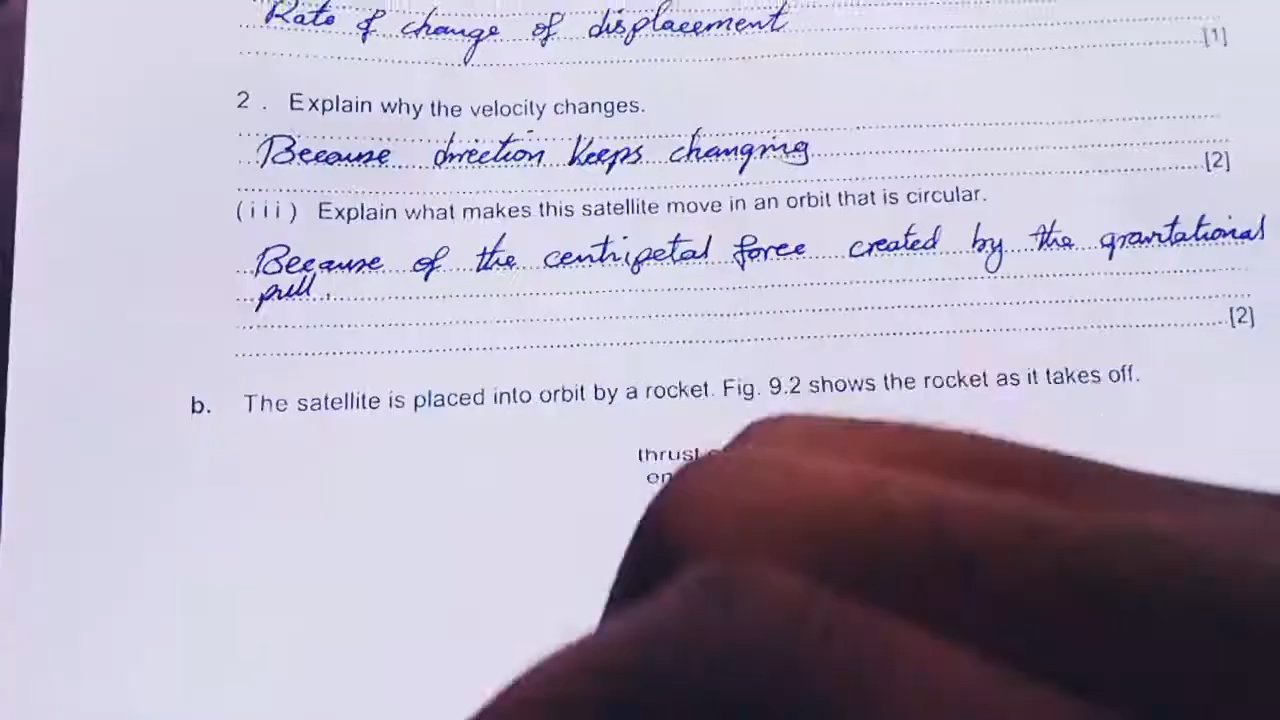 Rate of change of displacement
[1]
2 . Explain why the velocity changes.
Because direction keeps changing
[2]
(iii) Explain what makes this satellite move in an orbit that is circular.
Because of the centripetal force created by the gravitational
pull.
[2]
b. The satellite is placed into orbit by a rocket. Fig. 9.2 shows the rocket as it takes off.
thrust